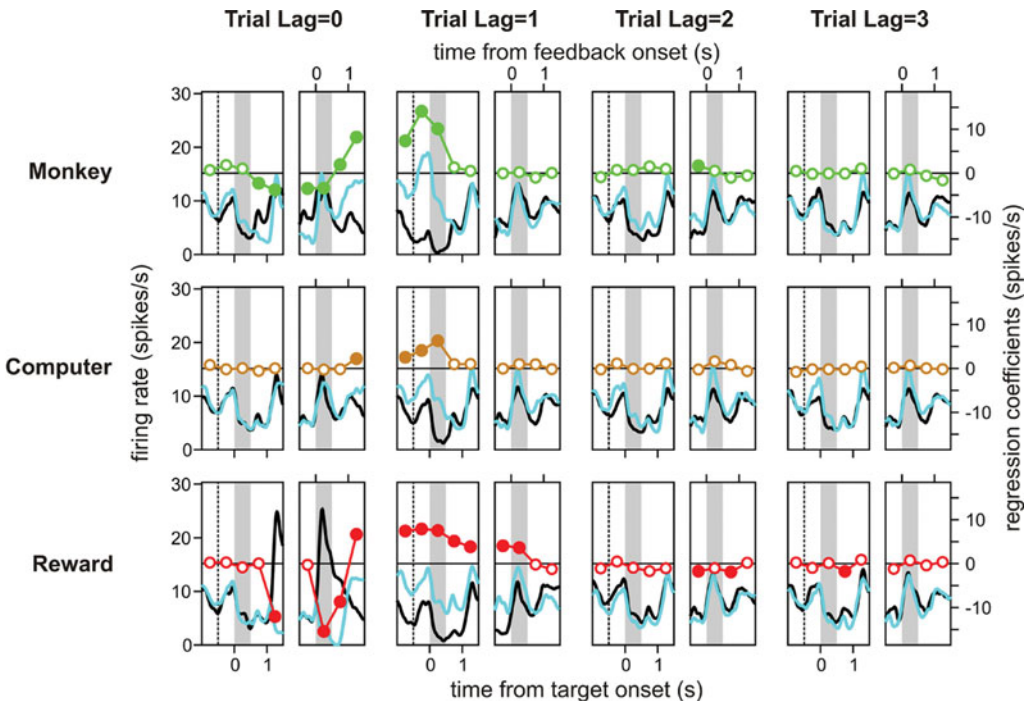 Trial Lag=0 Trial Lag=1 Trial Lag=2 Trial Lag=3
time from feedback onset (s)
0 1 0 1 0 1 0 1
Monkey
30
20
10
0
10
0
-10
Computer
30
20
10
0
10
0
-10
Reward
30
20
10
0
10
0
-10
firing rate (spikes/s)
regression coefficients (spikes/s)
0 1 0 1 0 1 0 1
time from target onset (s)